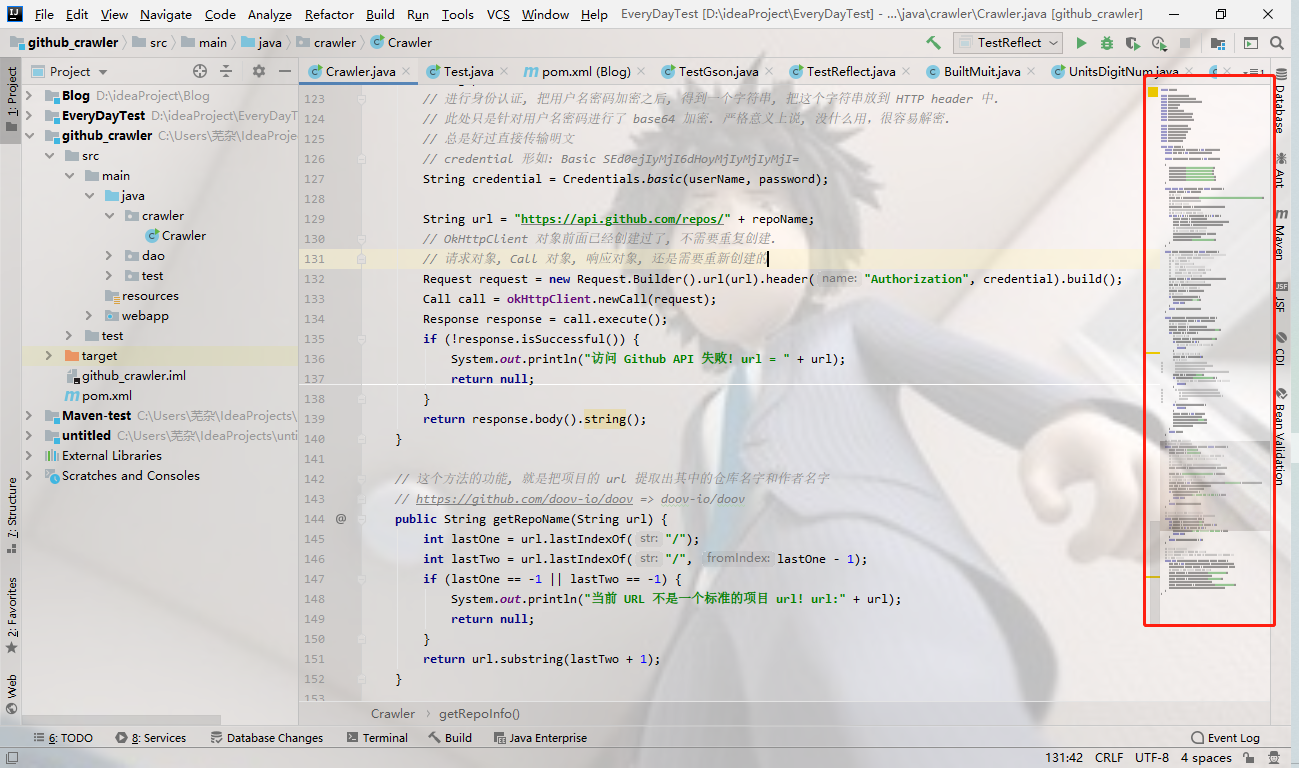 File Edit View Navigate Code Analyze Refactor Build Run Tools VCS Window Help EveryDayTest [D:\ideaProject\EveryDayTest] - ...\java\crawler\Crawler.java [github_crawler]
github_crawler src main java crawler Crawler TestReflect
Project
Crawler.java Test.java pom.xml (Blog) TestGson.java TestReflect.java BuiltMuit.java UnitsDigitNum.java
1: Project
7: Structure
2: Favorites
Web
Blog D:\ideaProject\Blog
EveryDayTest D:\ideaProject\EveryDayT
github_crawler C:\Users\芜杂\IdeaProjec
src
main
java
crawler
Crawler
dao
test
resources
webapp
test
target
github_crawler.iml
pom.xml
Maven-test C:\Users\芜杂\IdeaProjects\
untitled C:\Users\芜杂\IdeaProjects\unti
External Libraries
Scratches and Consoles
123 // 进行身份认证, 把用户名密码加密之后, 得到一个字符串, 把这个字符串放到 HTTP header 中.
124 // 此处只是针对用户名密码进行了 base64 加密. 严格意义上说, 没什么用，很容易解密.
125 // 总是好过直接传输明文
126 // credential 形如: Basic SEd0ejIyMjI6dHoyMjIyMjIyMjI=
127 String credential = Credentials.basic(userName, password);
128
129 String url = "https://api.github.com/repos/" + repoName;
130 // OkHttpClient 对象前面已经创建过了, 不需要重复创建.
131 // 请求对象, Call 对象, 响应对象, 还是需要重新创建的
132 Request request = new Request.Builder().url(url).header( name: "Authorization", credential).build();
133 Call call = okHttpClient.newCall(request);
134 Response response = call.execute();
135 if (!response.isSuccessful()) {
136 System.out.println("访问 Github API 失败! url = " + url);
137 return null;
138 }
139 return response.body().string();
140 }
141
142 // 这个方法的功能, 就是把项目的 url 提取出其中的仓库名字和作者名字
143 // https://github.com/doov-io/doov => doov-io/doov
144 @ public String getRepoName(String url) {
145 int lastOne = url.lastIndexOf( str: "/");
146 int lastTwo = url.lastIndexOf( str: "/", fromIndex: lastOne - 1);
147 if (lastOne == -1 || lastTwo == -1) {
148 System.out.println("当前 URL 不是一个标准的项目 url! url:" + url);
149 return null;
150 }
151 return url.substring(lastTwo + 1);
152 }
153
Database
Ant
Maven
JSF
CDI
Bean Validation
Crawler getRepoInfo()
6: TODO 8: Services Database Changes Terminal Build Java Enterprise Event Log
131:42 CRLF UTF-8 4 spaces